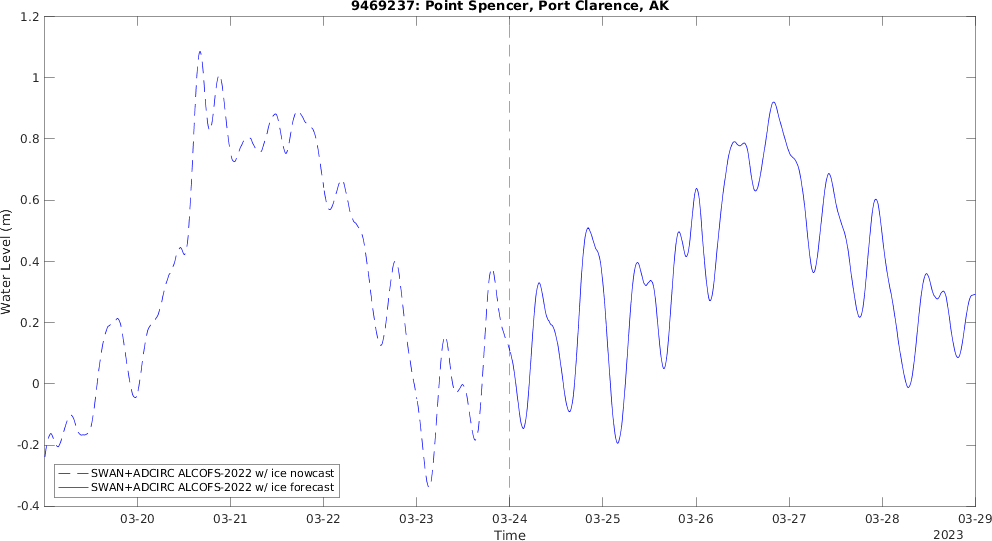 9469237: Point Spencer, Port Clarence, AK
Water Level (m)
1.2
1
0.8
0.6
0.4
0.2
0
-0.2
-0.4
SWAN+ADCIRC ALCOFS-2022 w/ ice nowcast
SWAN+ADCIRC ALCOFS-2022 w/ ice forecast
03-20 03-21 03-22 03-23 03-24 03-25 03-26 03-27 03-28 03-29
Time
2023